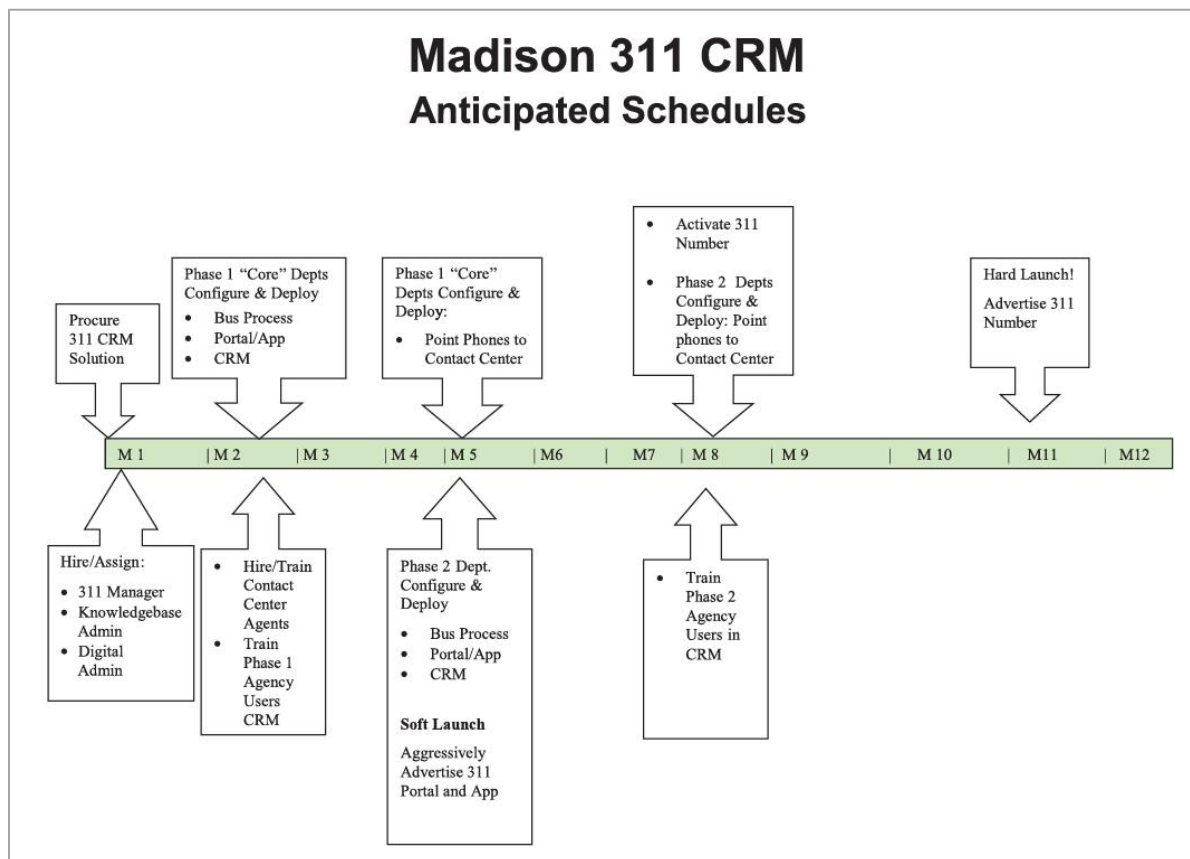 Madison 311 CRM
Anticipated Schedules
Procure
311 CRM
Solution
Phase 1 “Core” Depts
Configure & Deploy
• Bus Process
• Portal/App
• CRM
Phase 1 “Core”
Depts Configure &
Deploy:
• Point Phones to
Contact Center
• Activate 311
Number
• Phase 2 Depts
Configure &
Deploy: Point
phones to
Contact Center
Hard Launch!
Advertise 311
Number
M 1 | M 2 | M 3 | M 4 | M 5 | M6 | M7 | M 8 | M 9 | M 10 | M11 | M12
Hire/Assign:
• 311 Manager
• Knowledgebase
Admin
• Digital
Admin
• Hire/Train
Contact
Center
Agents
• Train
Phase 1
Agency
Users
CRM
Phase 2 Dept.
Configure &
Deploy
• Bus Process
• Portal/App
• CRM
Soft Launch
Aggressively
Advertise 311
Portal and App
• Train
Phase 2
Agency
Users in
CRM